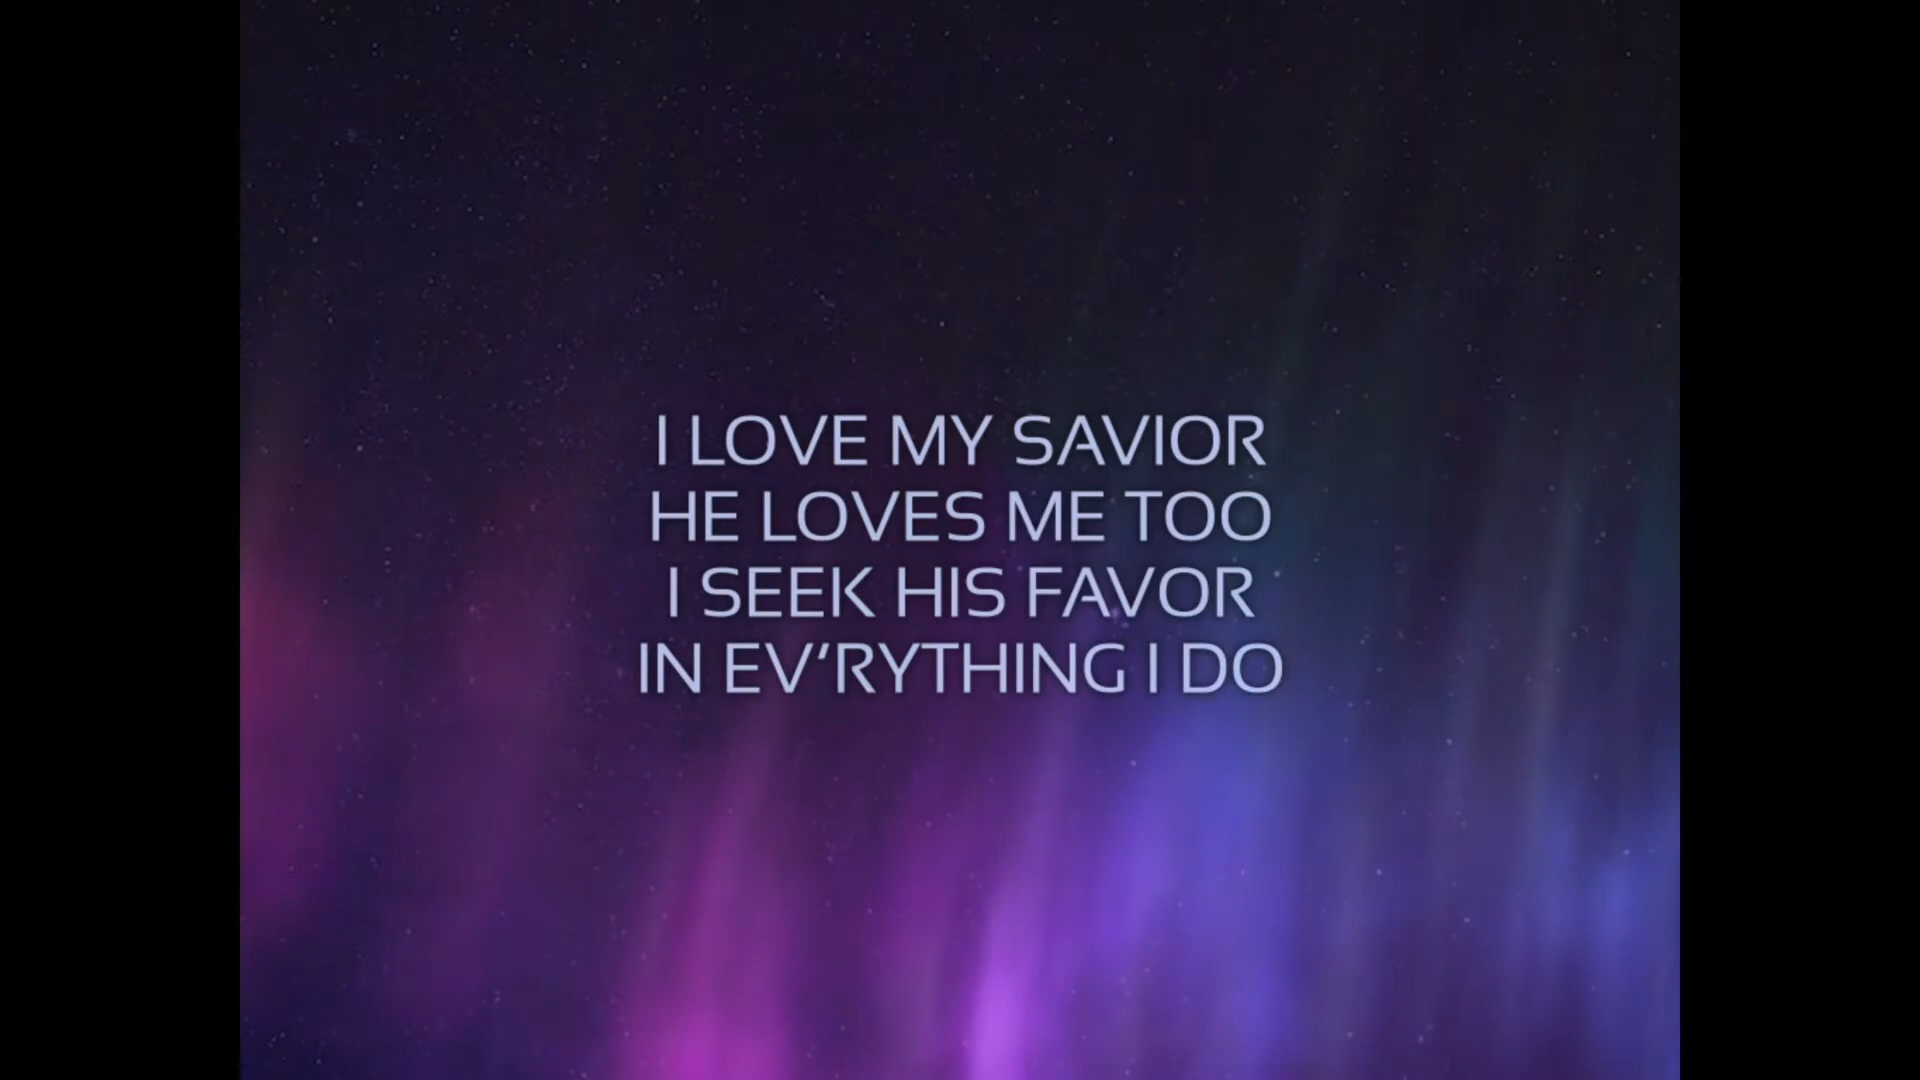 I LOVE MY SAVIOR
HE LOVES ME TOO
I SEEK HIS FAVOR
IN EV‘RYTHING I DO